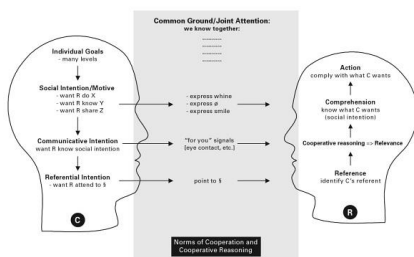 Common Ground/Joint Attention:
we know together:
Individual Goals
- many levels
Social Intention/Motive
- want R do X
- want R know Y
- want R share Z
Communicative Intention
want R know social intention
Referential Intention
- want R attend to §
C
- express whine
- express ø
- express smile
"for you" signals
(eye contact, etc.)
point to §
Norms of Cooperation and
Cooperative Reasoning
Action
comply with what C wants
Comprehension
know what C wants
(social intention)
Cooperative reasoning => Relevance
Reference
identify C's referent
R